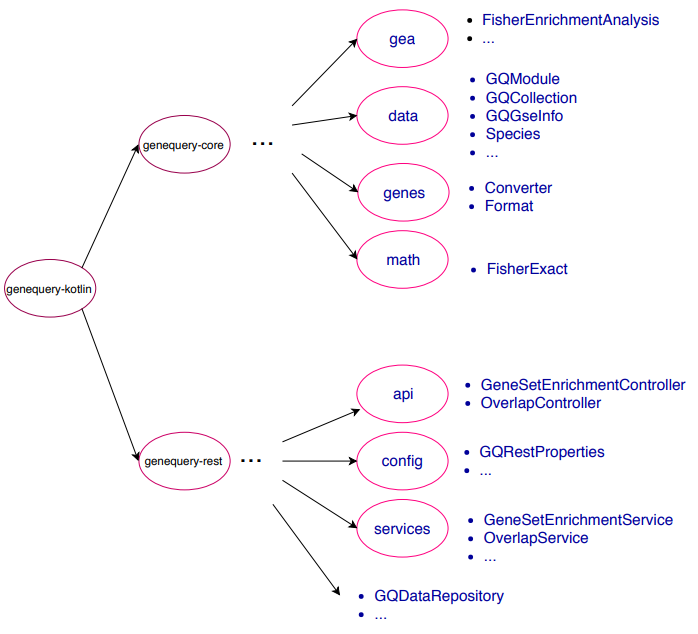 gea
• FisherEnrichmentAnalysis
• ...
data
• GQModule
• GQCollection
• GQGseInfo
• Species
• ...
genequery-core
...
genes
• Converter
• Format
math
• FisherExact
genequery-kotlin
api
• GeneSetEnrichmentController
• OverlapController
genequery-rest
...
config
• GQRestProperties
• ...
services
• GeneSetEnrichmentService
• OverlapService
• ...
• GQDataRepository
• ...